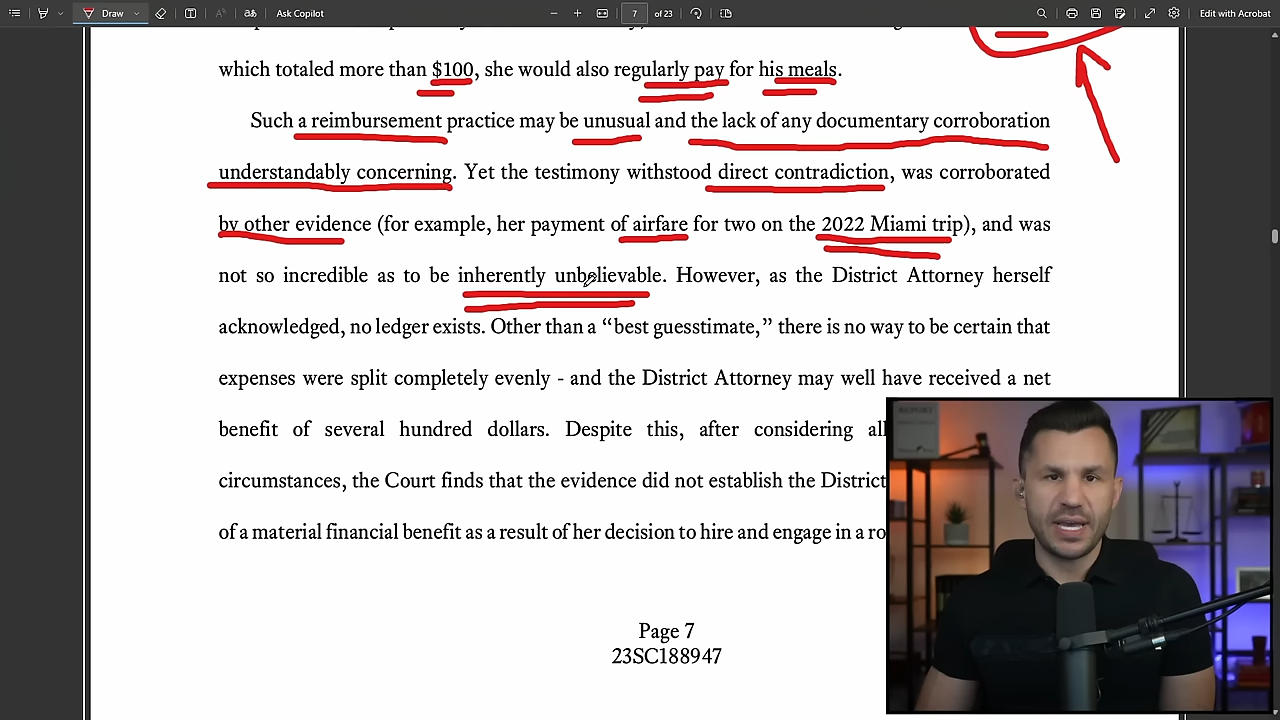 Draw
Ask Copilot
7 of 23
Edit with Acrobat
which totaled more than $100, she would also regularly pay for his meals.
Such a reimbursement practice may be unusual and the lack of any documentary corroboration
understandably concerning. Yet the testimony withstood direct contradiction, was corroborated
by other evidence (for example, her payment of airfare for two on the 2022 Miami trip), and was
not so incredible as to be inherently unbelievable. However, as the District Attorney herself
acknowledged, no ledger exists. Other than a “best guesstimate,” there is no way to be certain that
expenses were split completely evenly - and the District Attorney may well have received a net
benefit of several hundred dollars. Despite this, after considering all
circumstances, the Court finds that the evidence did not establish the District
of a material financial benefit as a result of her decision to hire and engage in a ro
Page 7
23SC188947